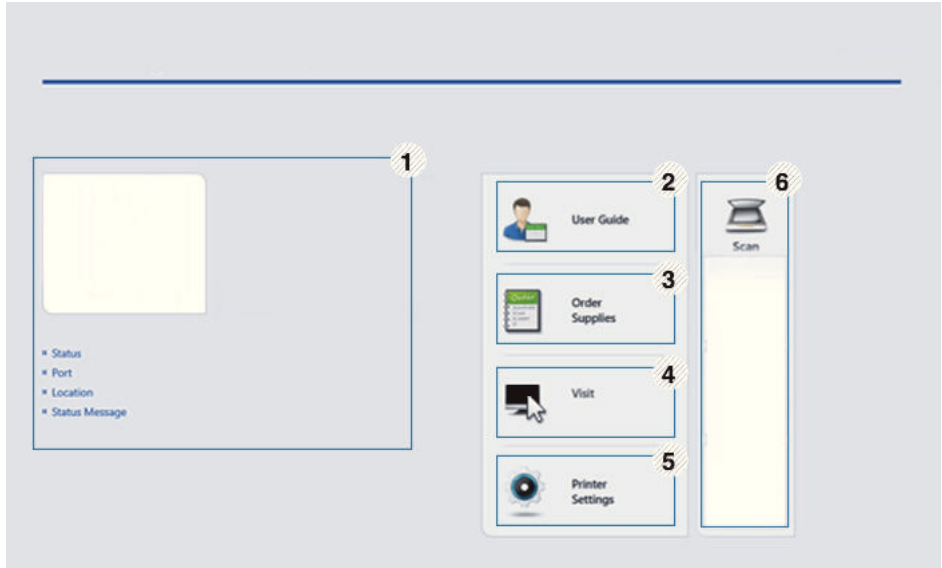 1
Status
Port
Location
Status Message
2
User Guide
3
Order
Supplies
4
Visit
5
Printer
Settings
6
Scan